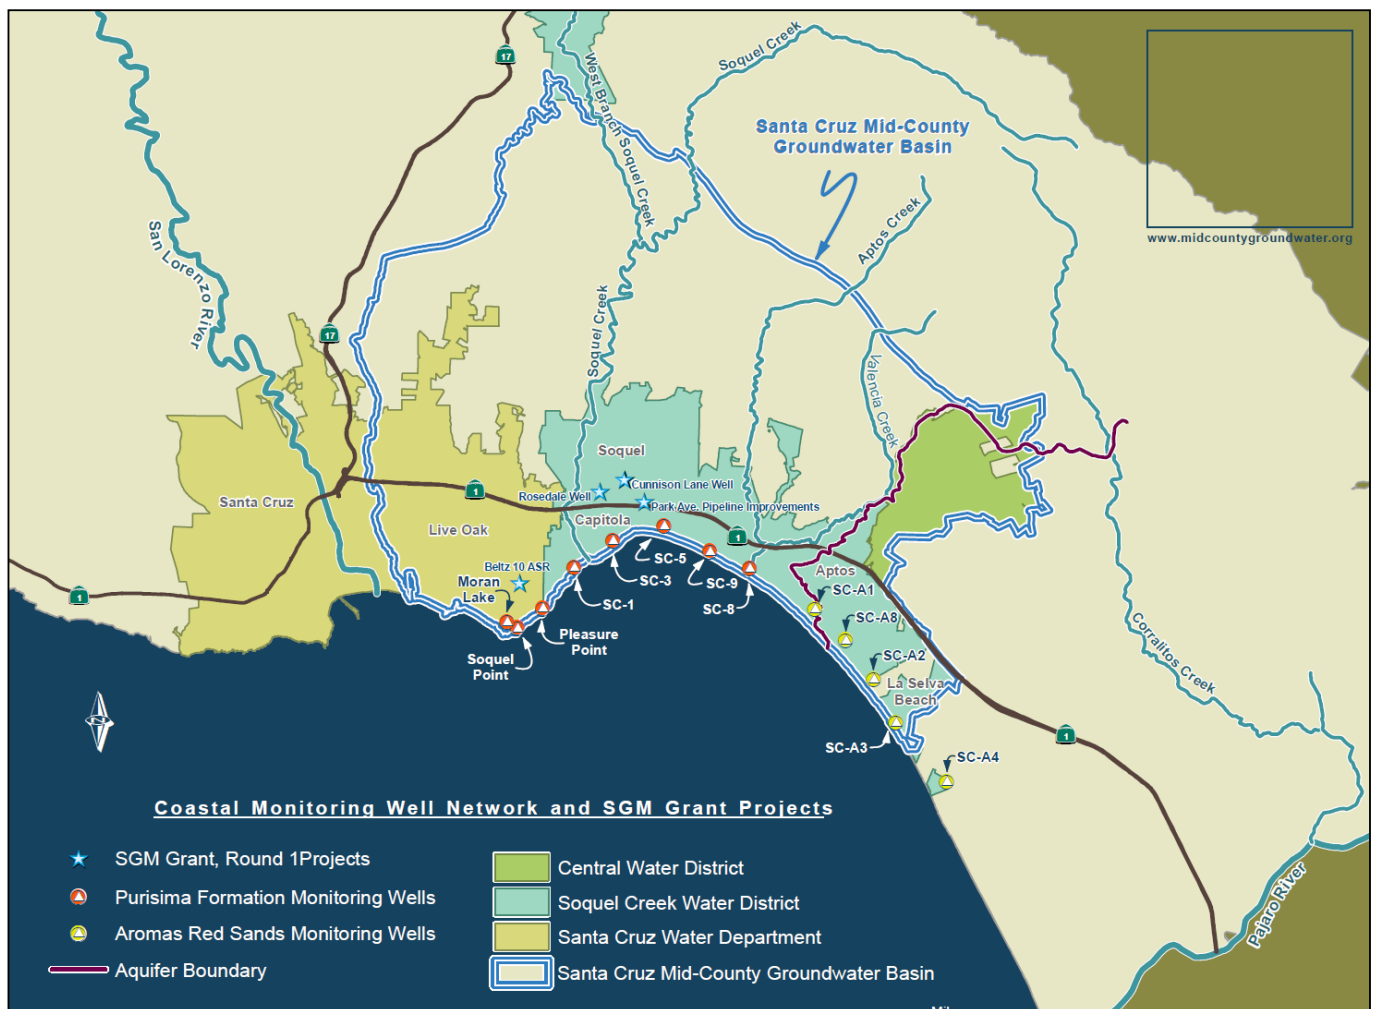 17
Soquel Creek
West Branch Soquel Creek
Santa Cruz Mid-County
Groundwater Basin
www.midcountygroundwater.org
Aptos Creek
San Lorenzo River
17
Soquel Creek
Valencia Creek
Soquel
Cunnison Lane Well
Rosedale Well
Park Ave. Pipeline Improvements
Santa Cruz
1
Live Oak
Capitola
1
SC-5
SC-3
SC-9
SC-1
SC-8
Beltz 10 ASR
Moran
Lake
Aptos
SC-A1
1
SC-A8
Pleasure
Point
Soquel
Point
SC-A2
La Selva
Beach
Corralitos Creek
SC-A3
1
SC-A4
Coastal Monitoring Well Network and SGM Grant Projects
SGM Grant, Round 1Projects
Purisima Formation Monitoring Wells
Aromas Red Sands Monitoring Wells
Aquifer Boundary
Central Water District
Soquel Creek Water District
Santa Cruz Water Department
Santa Cruz Mid-County Groundwater Basin
Pajaro River